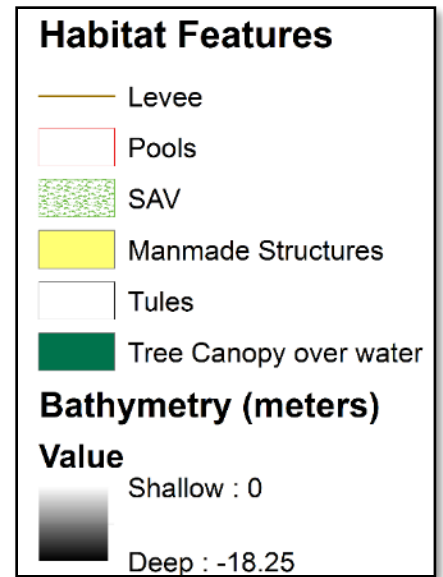 Habitat Features
Levee
Pools
SAV
Manmade Structures
Tules
Tree Canopy over water
Bathymetry (meters)
Value
Shallow : 0
Deep : -18.25